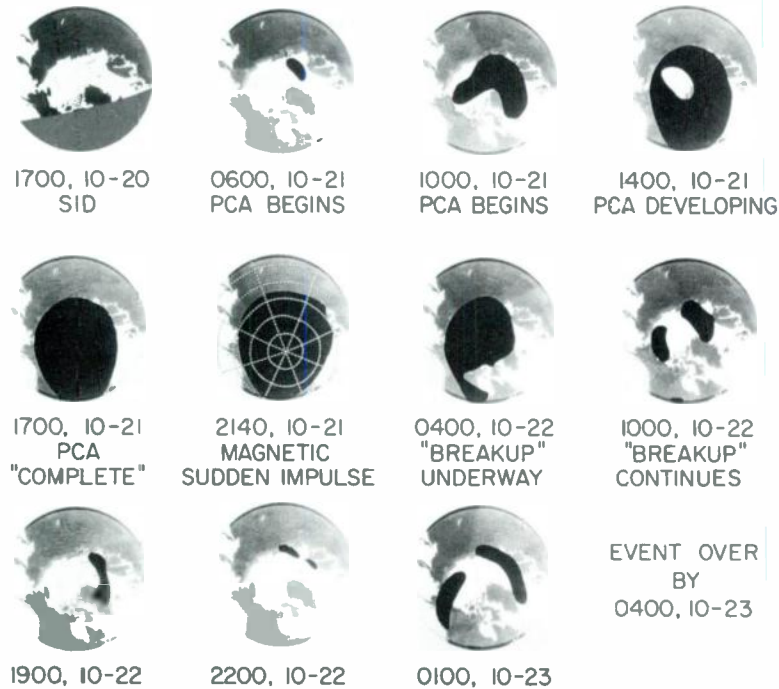 1700, 10-20
SID
0600, 10-21
PCA BEGINS
1000, 10-21
PCA BEGINS
1400, 10-21
PCA DEVELOPING
1700, 10-21
PCA
"COMPLETE"
2140, 10-21
MAGNETIC
SUDDEN IMPULSE
0400, 10-22
"BREAKUP"
UNDERWAY
1000, 10-22
"BREAKUP"
CONTINUES
1900, 10-22
2200, 10-22
0100, 10-23
EVENT OVER
BY
0400, 10-23